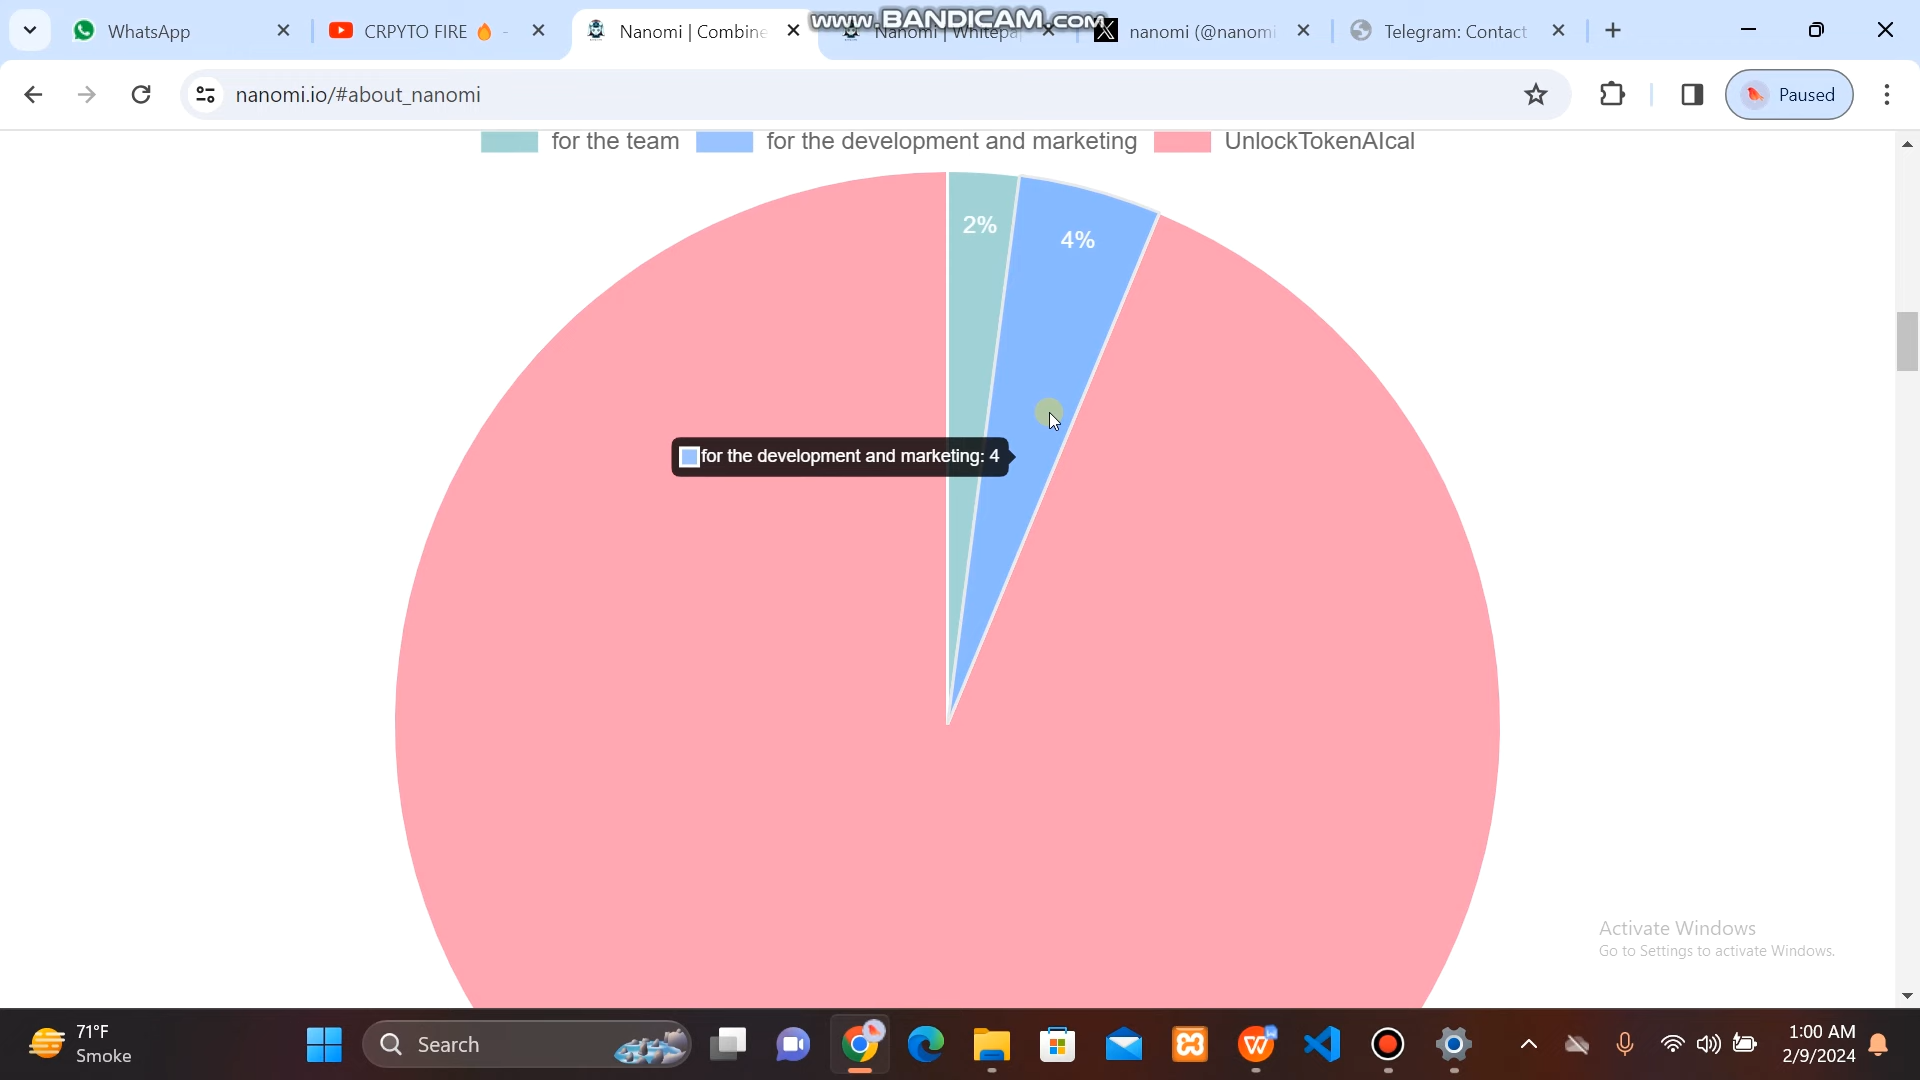 www.BANDICAM.com
WhatsApp
CRPYTO FIRE 🔥 -
Nanomi | Combine
Nanomi | Whitepa
nanomi (@nanomi
Telegram: Contact
nanomi.io/#about_nanomi
Paused
for the team
for the development and marketing
UnlockTokenAIcal
2%
4%
for the development and marketing: 4
Activate Windows
Go to Settings to activate Windows.
71°F
Smoke
Search
1:00 AM
2/9/2024